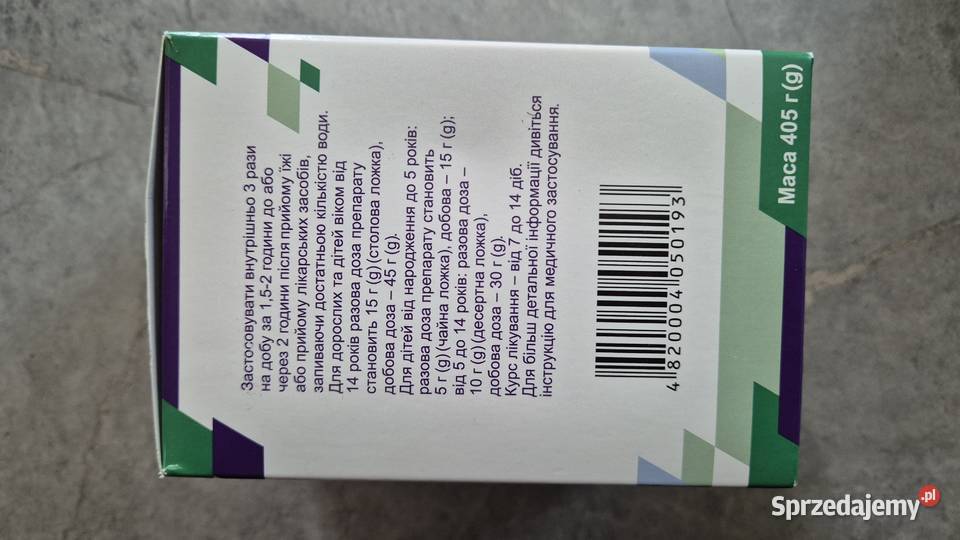 Застосовувати внутрішньо 3 рази
на добу за 1,5-2 години до або
через 2 години після прийому їжі
або прийому лікарських засобів,
запиваючи достатньою кількістю води.
Для дорослих та дітей віком від
14 років разова доза препарату
становить 15 г (g) (столова ложка),
добова доза – 45 г (g).
Для дітей від народження до 5 років:
разова доза препарату становить
5 г (g) (чайна ложка), добова – 15 г (g);
від 5 до 14 років: разова доза –
10 г (g) (десертна ложка),
добова доза – 30 г (g).
Курс лікування – від 7 до 14 діб.
Для більш детальної інформації дивіться
інструкцію для медичного застосування.
4820004050193
Маса 405 г (g)
Sprzedajemy.pl